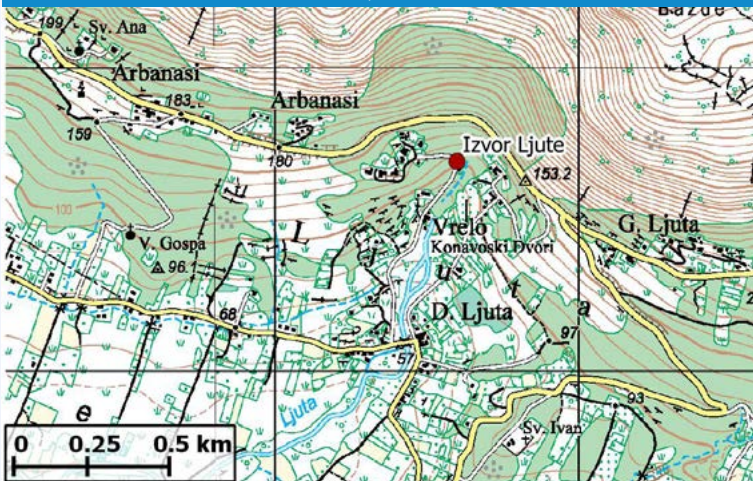 199
Sv. Ana
Arbanasi
183
Arbanasi
159
180
Izvor Ljute
153.2
100
V. Gospa
96.1
L
Vrelo
Konavoski Dvori
G. Ljuta
u
t
a
68
D. Ljuta
97
57
Ljuta
e
93
Sv. Ivan
0 0.25 0.5 km